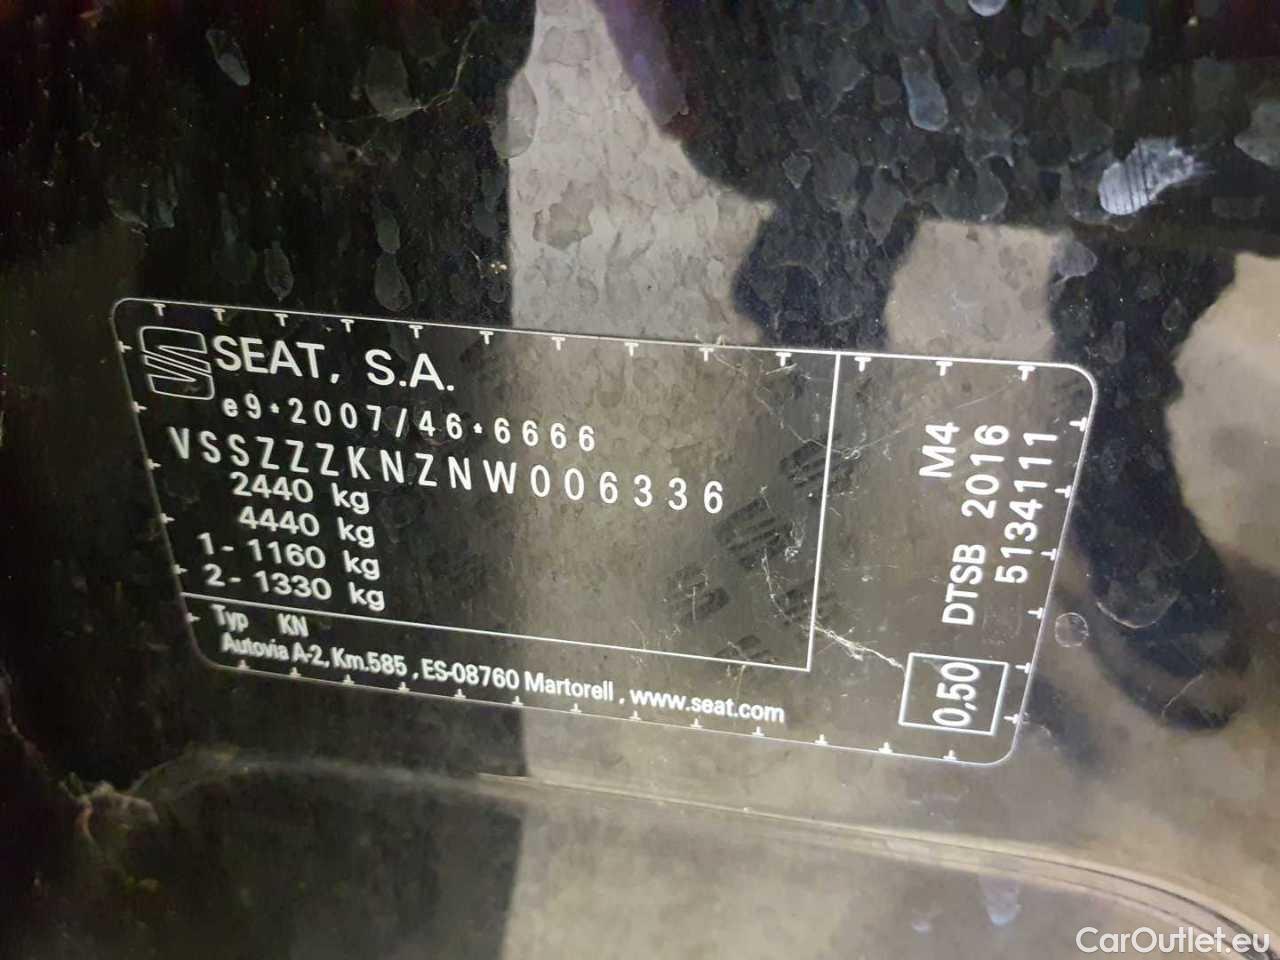 SEAT, S.A.
e9*2007/46*6666
VSSZZZKNZNW006336
2440 kg
4440 kg
1- 1160 kg
2- 1330 kg
Typ KN
Autovia A-2, Km.585 , ES-08760 Martorell , www.seat.com
M4
DTSB 2016
5134111
0,50
CarOutlet.eu